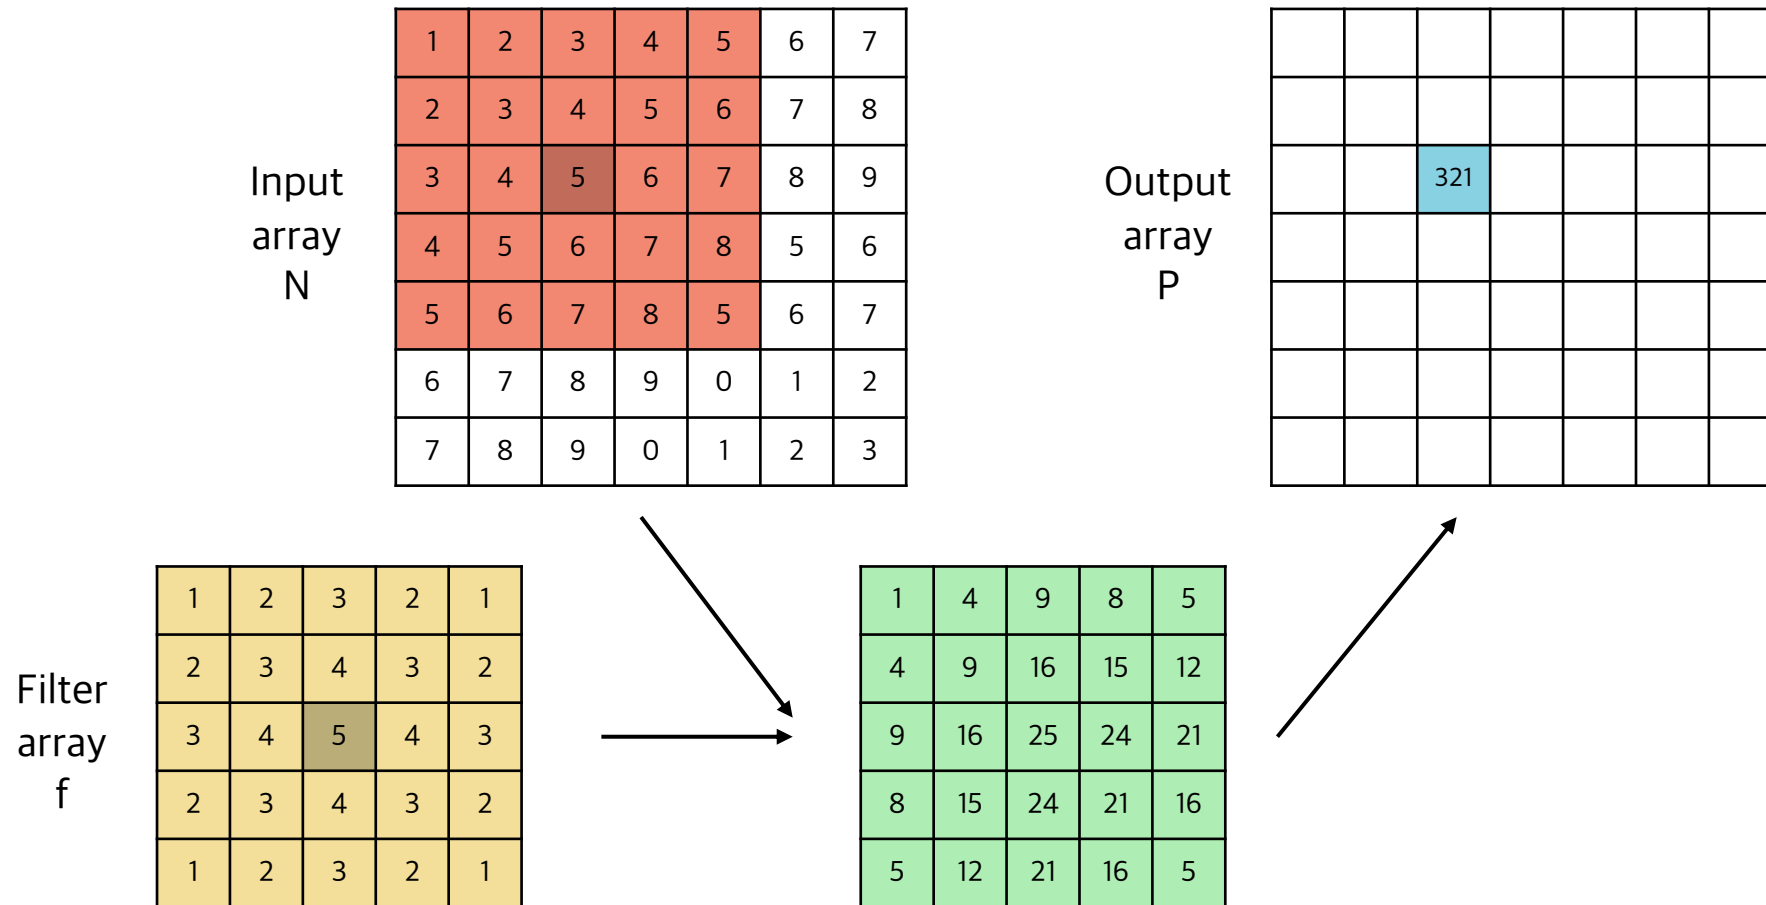 1 2 3 4 5 6 7
2 3 4 5 6 7 8
3 4 5 6 7 8 9
4 5 6 7 8 5 6
5 6 7 8 5 6 7
6 7 8 9 0 1 2
7 8 9 0 1 2 3
Input
array
N
Output
array
P
321
Filter
array
f
1 2 3 2 1
2 3 4 3 2
3 4 5 4 3
2 3 4 3 2
1 2 3 2 1
1 4 9 8 5
4 9 16 15 12
9 16 25 24 21
8 15 24 21 16
5 12 21 16 5